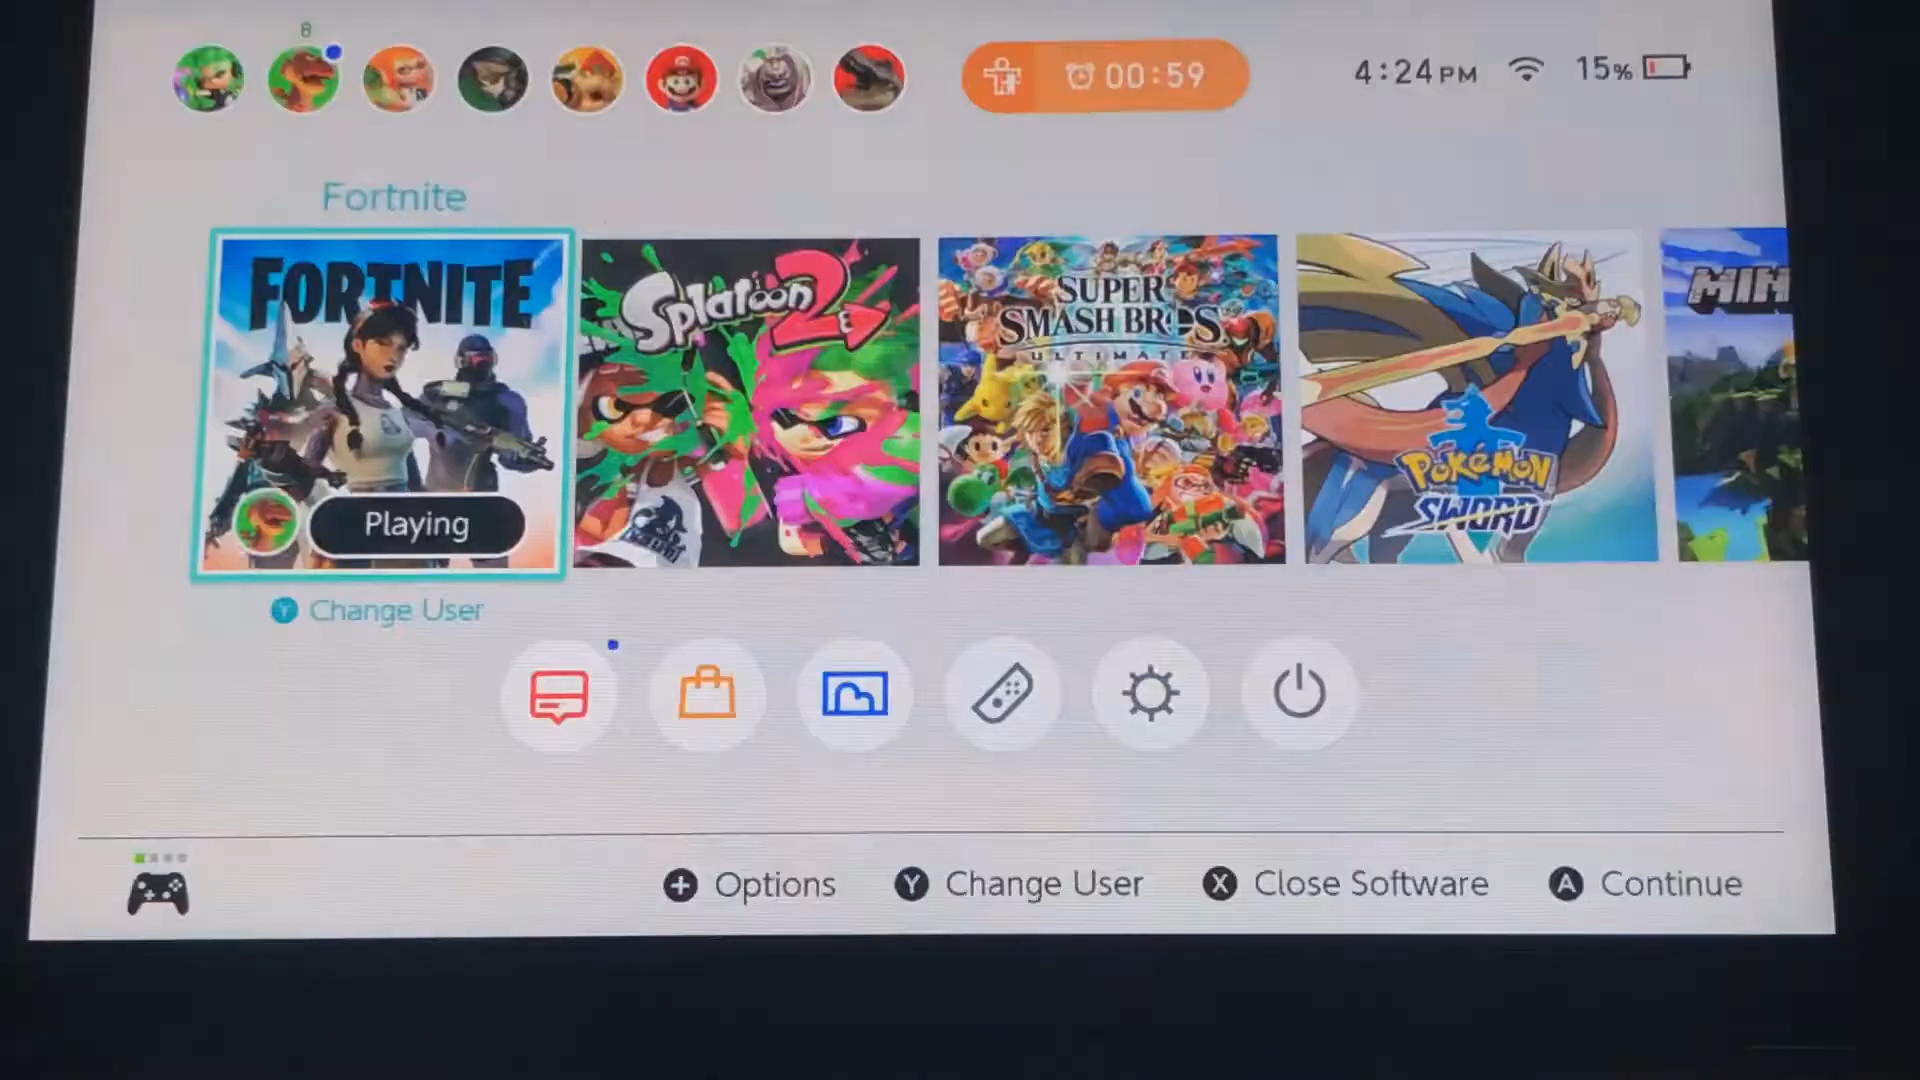 8
00:59
4:24 PM
15%
Fortnite
FORTNITE
Playing
Splatoon 2
SUPER
SMASH BROS.
ULTIMATE
POKéMON
SWORD
MIN
Y Change User
+ Options
Y Change User
X Close Software
A Continue